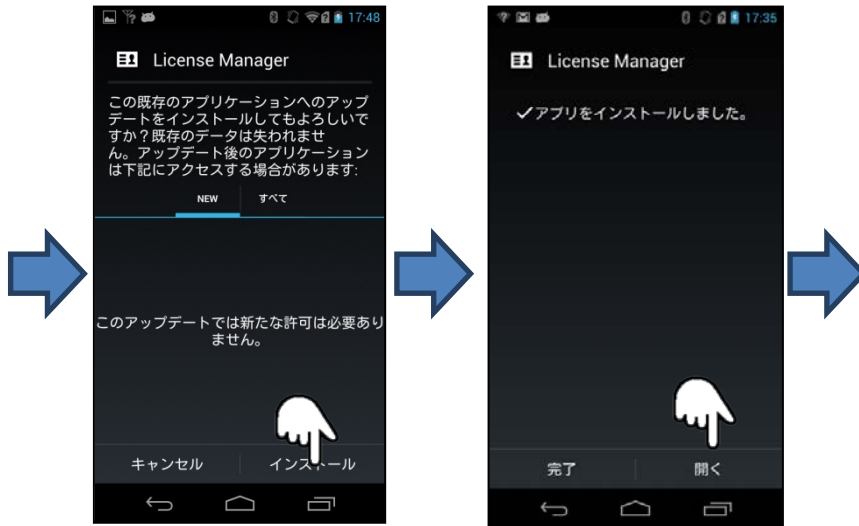 17:48
License Manager
この既存のアプリケーションへのアップ
デートをインストールしてもよろしいで
すか？既存のデータは失われませ
ん。アップデート後のアプリケーション
は下記にアクセスする場合があります:
NEW すべて
このアップデートでは新たな許可は必要あり
ません。
キャンセル インストール
17:35
License Manager
✓アプリをインストールしました。
完了 開く